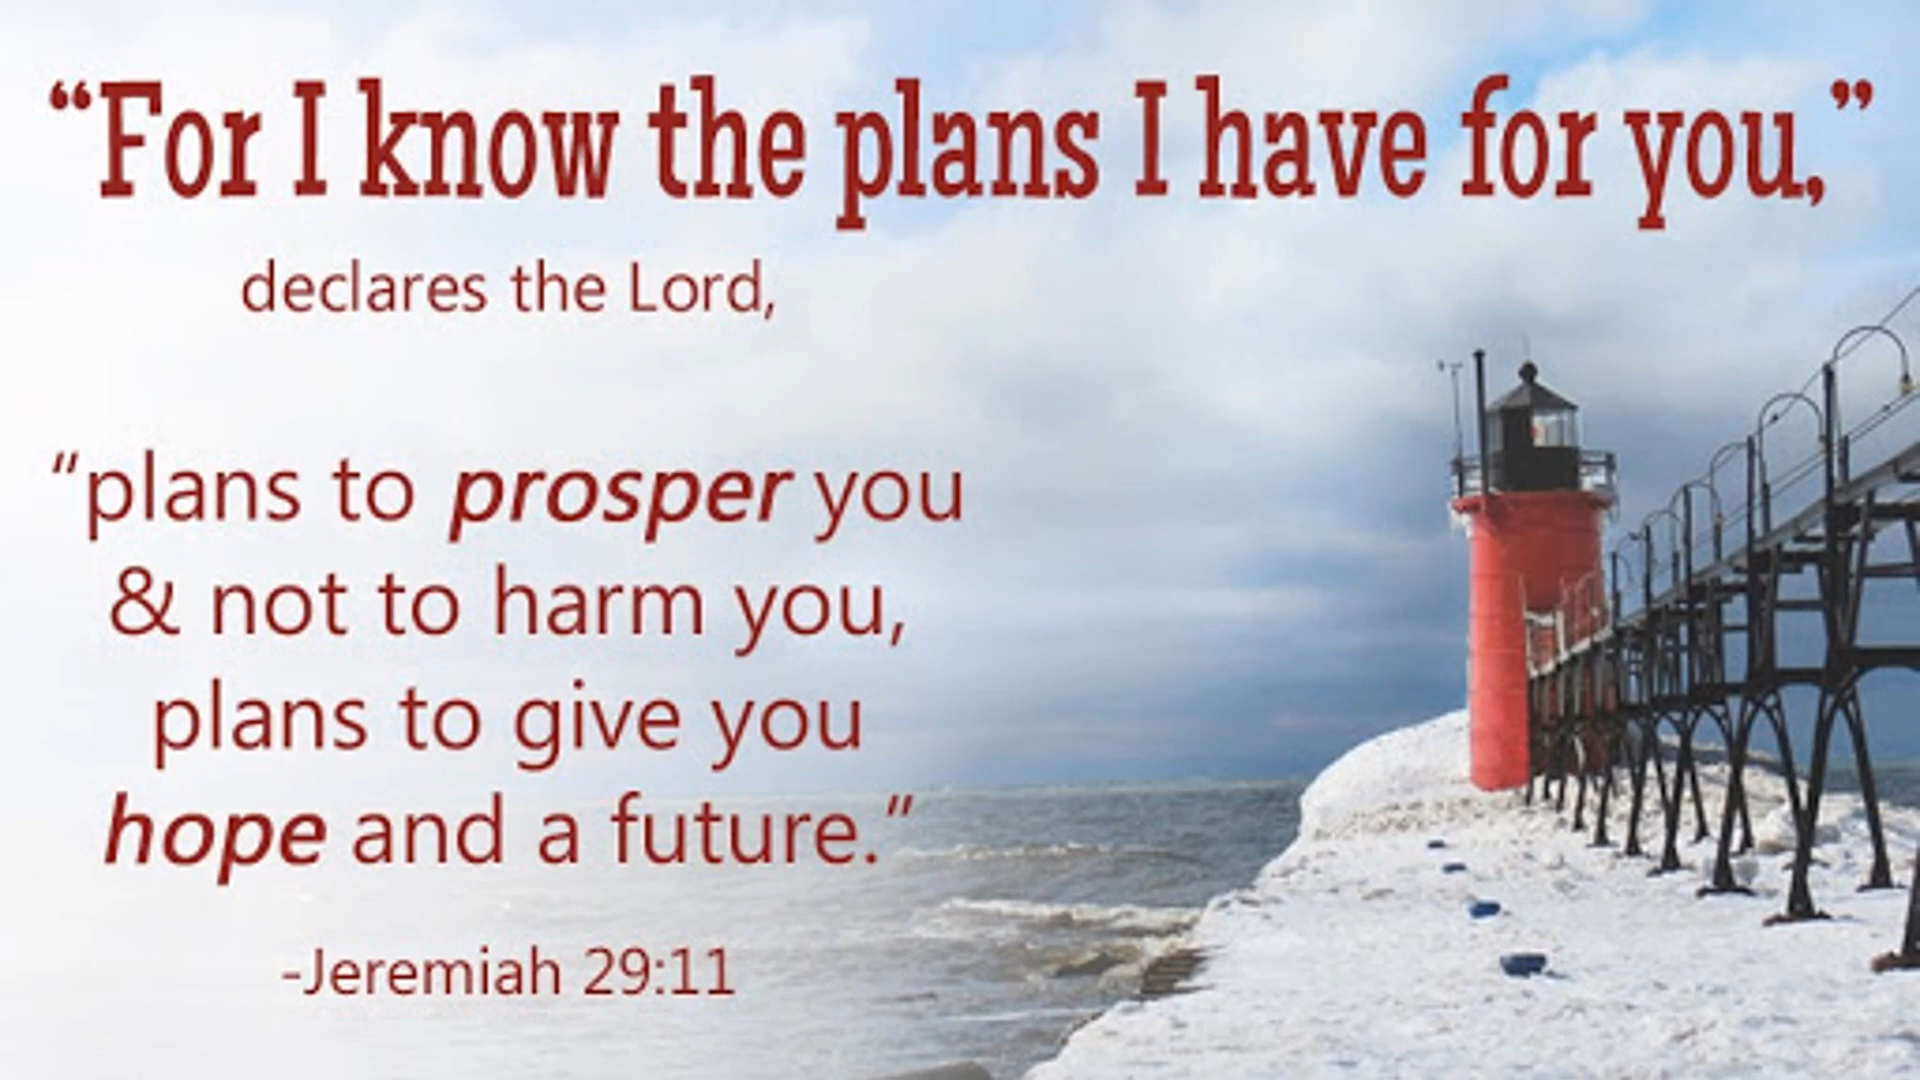 “For I know the plans I have for you,”
declares the Lord,
“plans to prosper you
& not to harm you,
plans to give you
hope and a future.”
-Jeremiah 29:11